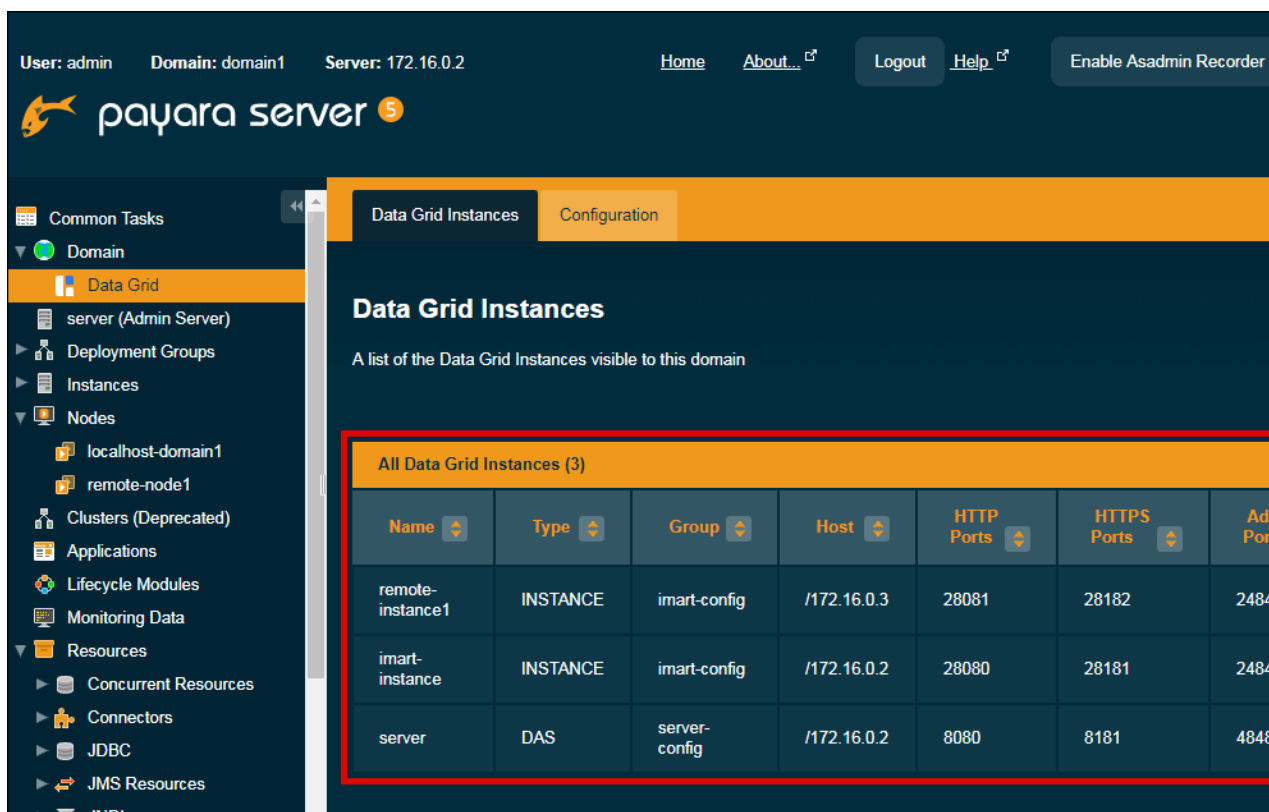 User: admin Domain: domain1 Server: 172.16.0.2 Home About... Logout Help Enable Asadmin Recorder
payara server 5
Common Tasks
Domain
Data Grid
server (Admin Server)
Deployment Groups
Instances
Nodes
localhost-domain1
remote-node1
Clusters (Deprecated)
Applications
Lifecycle Modules
Monitoring Data
Resources
Concurrent Resources
Connectors
JDBC
JMS Resources
Data Grid Instances Configuration
Data Grid Instances
A list of the Data Grid Instances visible to this domain
All Data Grid Instances (3)
Name Type Group Host HTTP Ports HTTPS Ports
remote-instance1 INSTANCE imart-config /172.16.0.3 28081 28182 2484
imart-instance INSTANCE imart-config /172.16.0.2 28080 28181 2484
server DAS server-config /172.16.0.2 8080 8181 4848